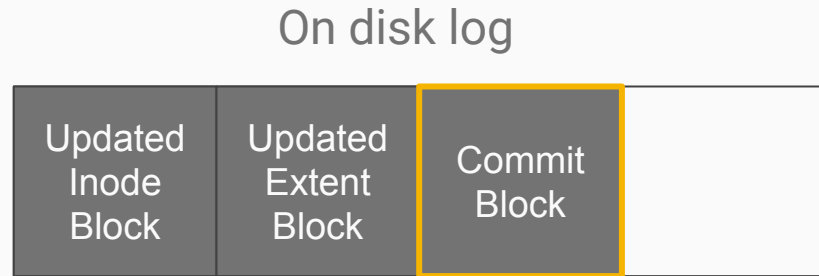 On disk log
Updated
Inode
Block
Updated
Extent
Block
Commit
Block